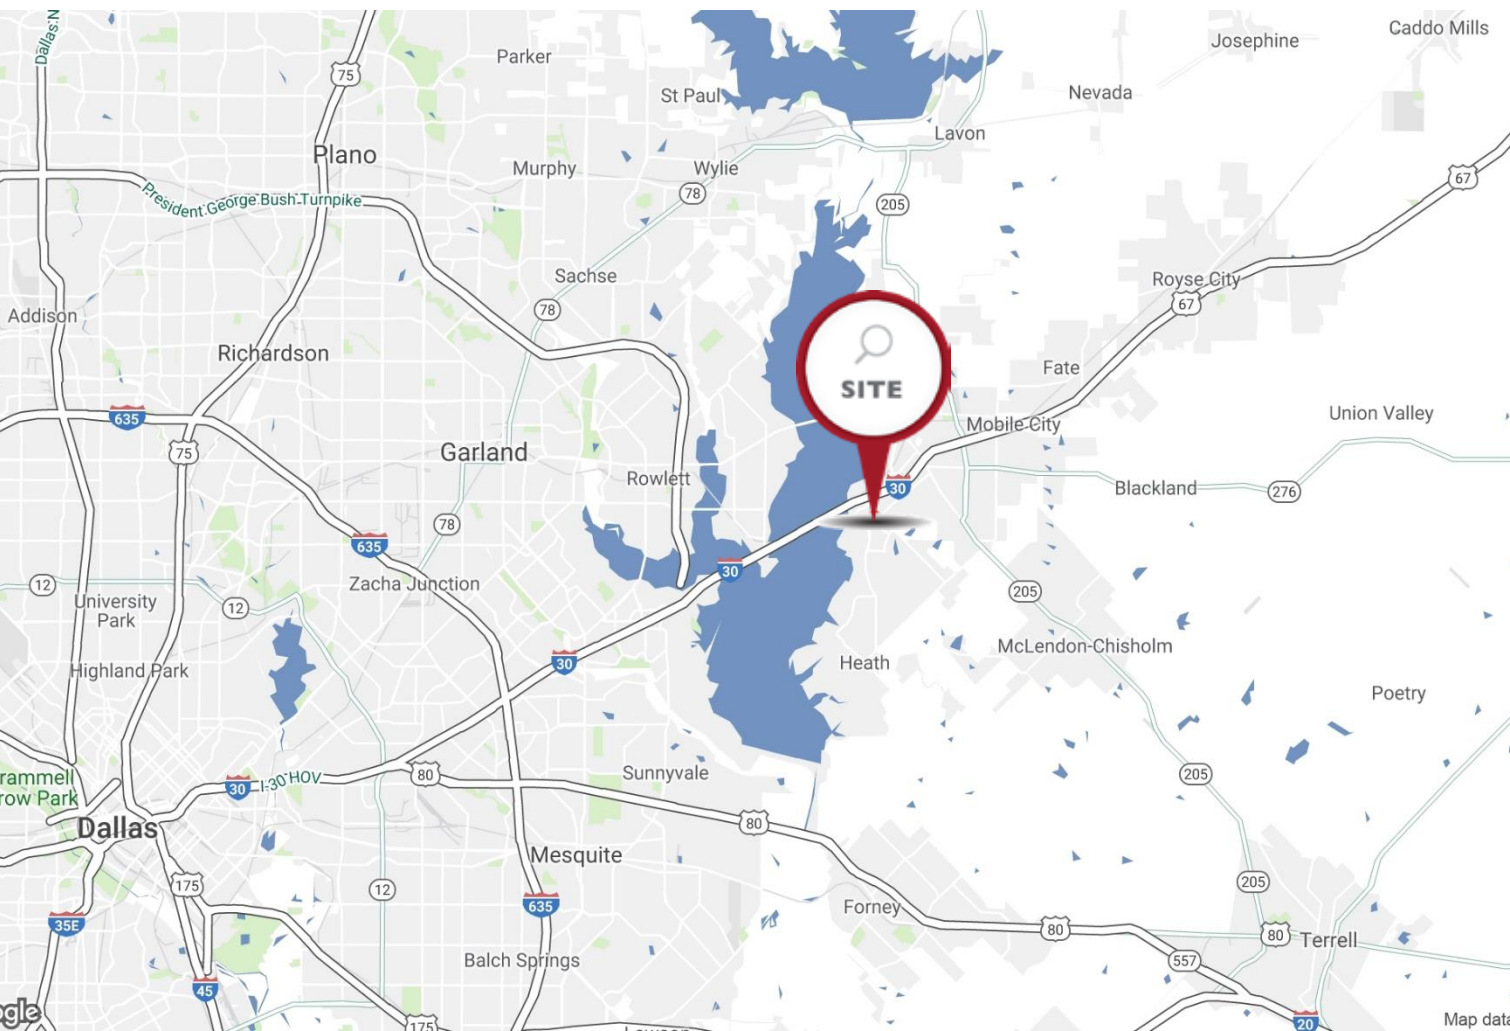 Dallas N
Caddo Mills
Josephine
Parker
75
St Paul
Nevada
Lavon
Plano
Murphy
Wylie
67
78
President George Bush Turnpike
205
Sachse
Royse City
67
78
Addison
Richardson
SITE
Fate
635
Mobile City
Union Valley
75
Garland
Rowlett
30
Blackland
276
78
635
30
12
Zacha Junction
205
University
Park
12
McLendon-Chisholm
Highland Park
30
Heath
Poetry
rammell
row Park
30
I-30 HOV
80
Sunnyvale
205
Dallas
80
Mesquite
175
12
205
635
Forney
35E
80
80
Terrell
Balch Springs
557
45
ogle
175
20
Map data